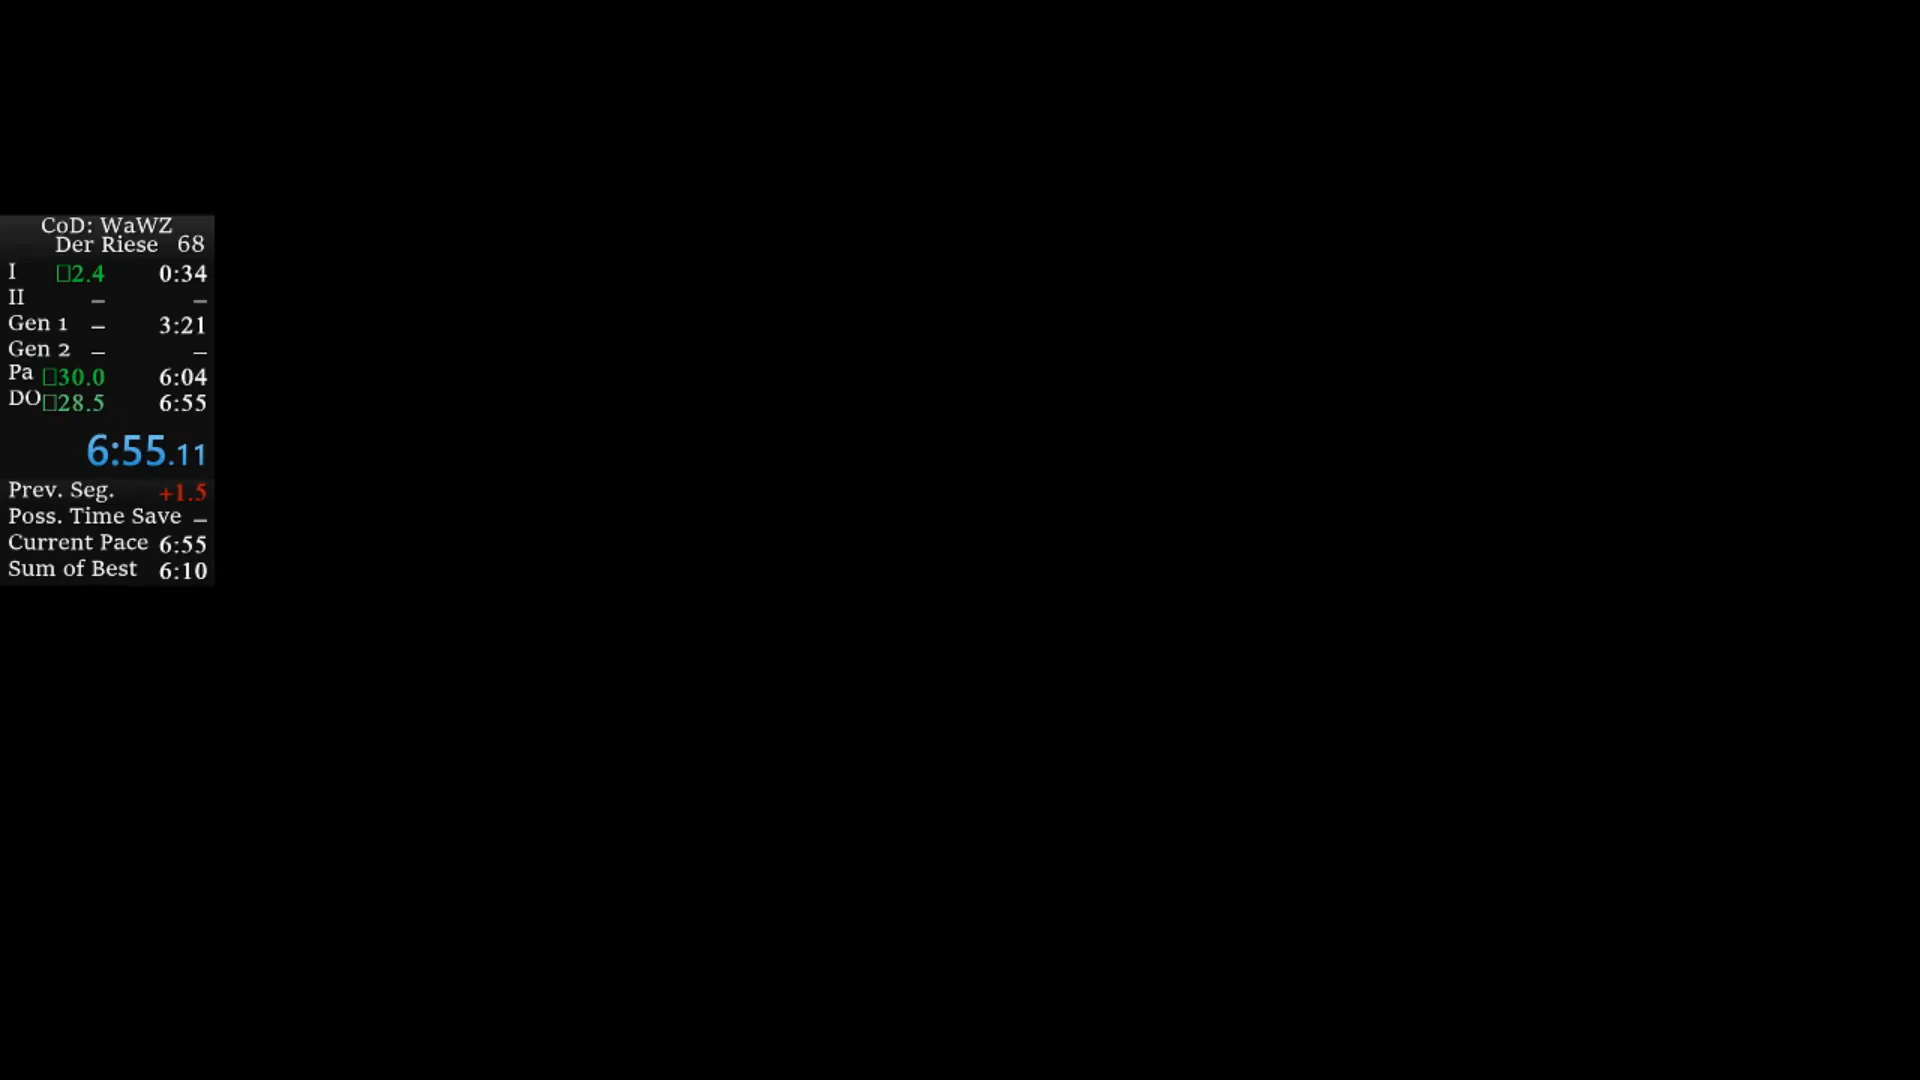 CoD: WaWZ
Der Riese 68
I □2.4 0:34
II – –
Gen 1 – 3:21
Gen 2 – –
Pa □30.0 6:04
DO □28.5 6:55
6:55.11
Prev. Seg. +1.5
Poss. Time Save –
Current Pace 6:55
Sum of Best 6:10